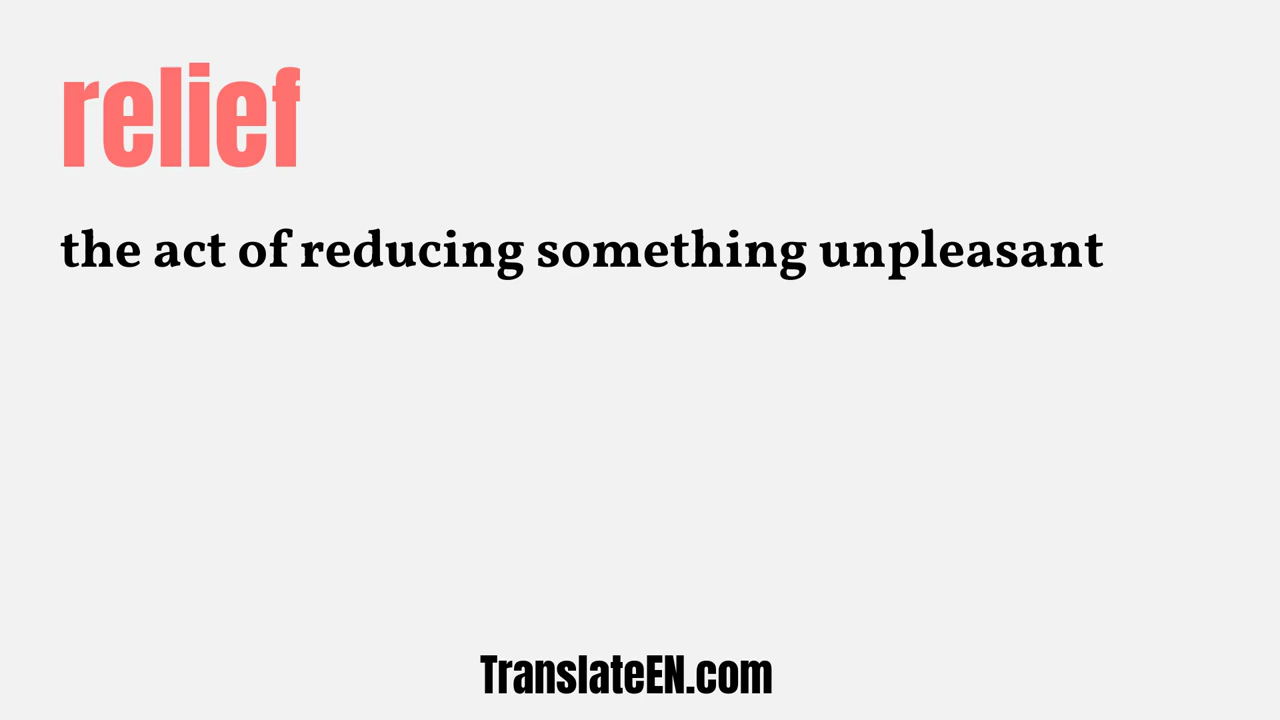 relief
the act of reducing something unpleasant
TranslateEN.com